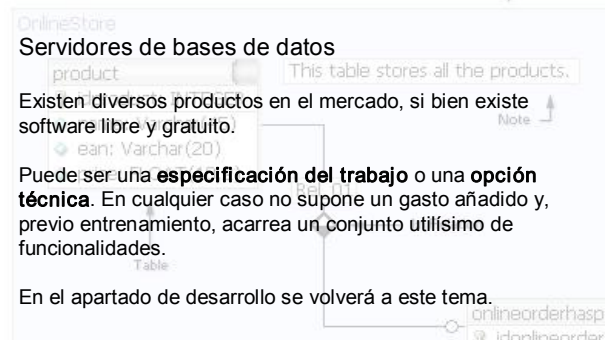 OnlineStore
Servidores de bases de datos
product
This table stores all the products.
Existen diversos productos en el mercado, si bien existe
software libre y gratuito.
Note
ean: Varchar(20)
Puede ser una especificación del trabajo o una opción
técnica. En cualquier caso no supone un gasto añadido y,
Rel_01
previo entrenamiento, acarrea un conjunto utilísimo de
funcionalidades.
Table
En el apartado de desarrollo se volverá a este tema.
onlineorderhasp
idonlineorder